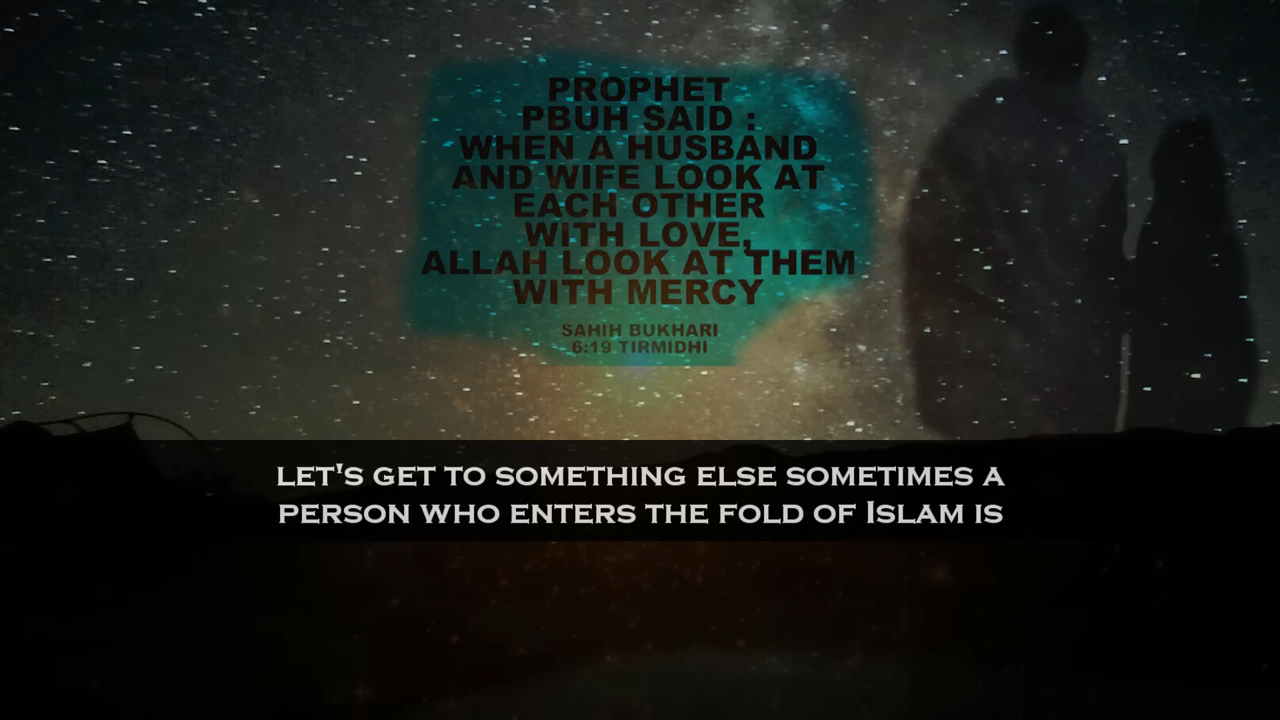 PROPHET
PBUH SAID :
WHEN A HUSBAND
AND WIFE LOOK AT
EACH OTHER
WITH LOVE,
ALLAH LOOK AT THEM
WITH MERCY
SAHIH BUKHARI
6:19 TIRMIDHI
LET'S GET TO SOMETHING ELSE SOMETIMES A
PERSON WHO ENTERS THE FOLD OF ISLAM IS